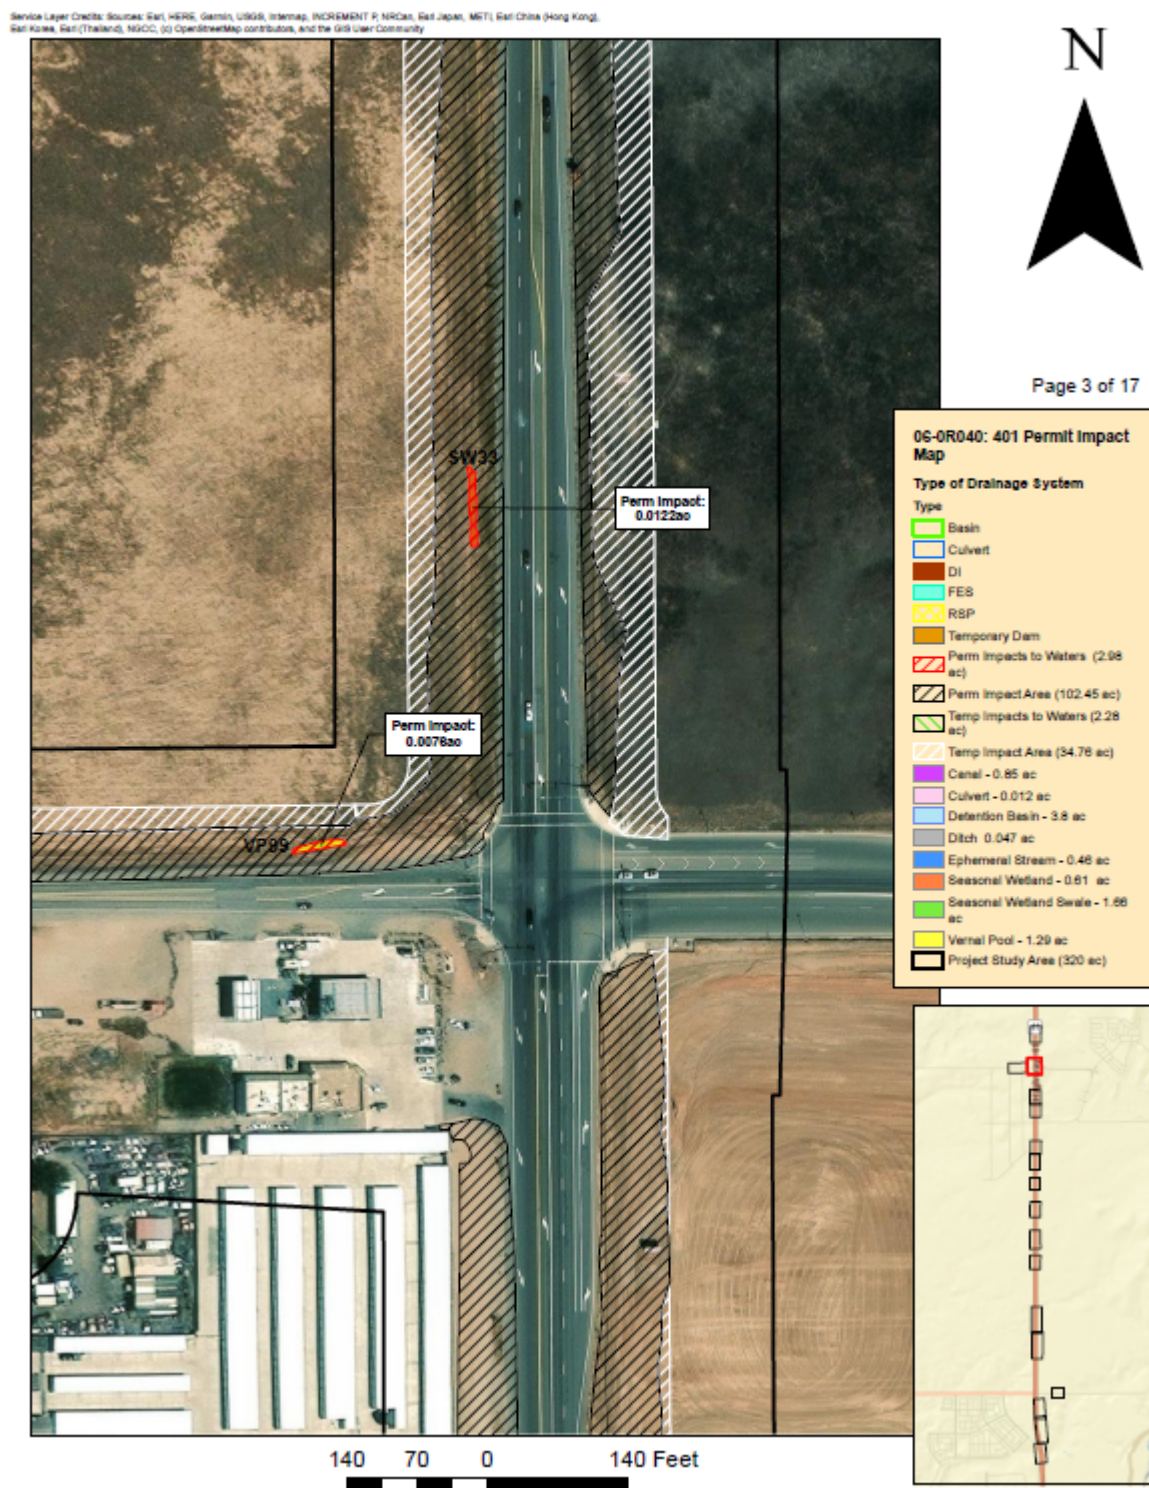 Service Layer Credits: Sources: Esri, HERE, Garmin, USGS, Intermap, INCREMENT P, NRCan, Esri Japan, METI, Esri China (Hong Kong),
Esri Korea, Esri (Thailand), NGCC, (c) OpenStreetMap contributors, and the GIS User Community
N
Page 3 of 17
06-0R040: 401 Permit Impact
Map
Type of Drainage System
Type
Basin
Culvert
DI
FES
RSP
Temporary Dam
Perm Impacts to Waters (2.98
ac)
Perm Impact Area (102.45 ac)
Temp Impacts to Waters (2.28
ac)
Temp Impact Area (34.76 ac)
Canal - 0.85 ac
Culvert - 0.012 ac
Detention Basin - 3.8 ac
Ditch 0.047 ac
Ephemeral Stream - 0.46 ac
Seasonal Wetland - 0.61 ac
Seasonal Wetland Swale - 1.66
ac
Vernal Pool - 1.29 ac
Project Study Area (320 ac)
SW33
Perm Impact:
0.0122ac
Perm Impact:
0.0076ac
VP99
140 70 0 140 Feet